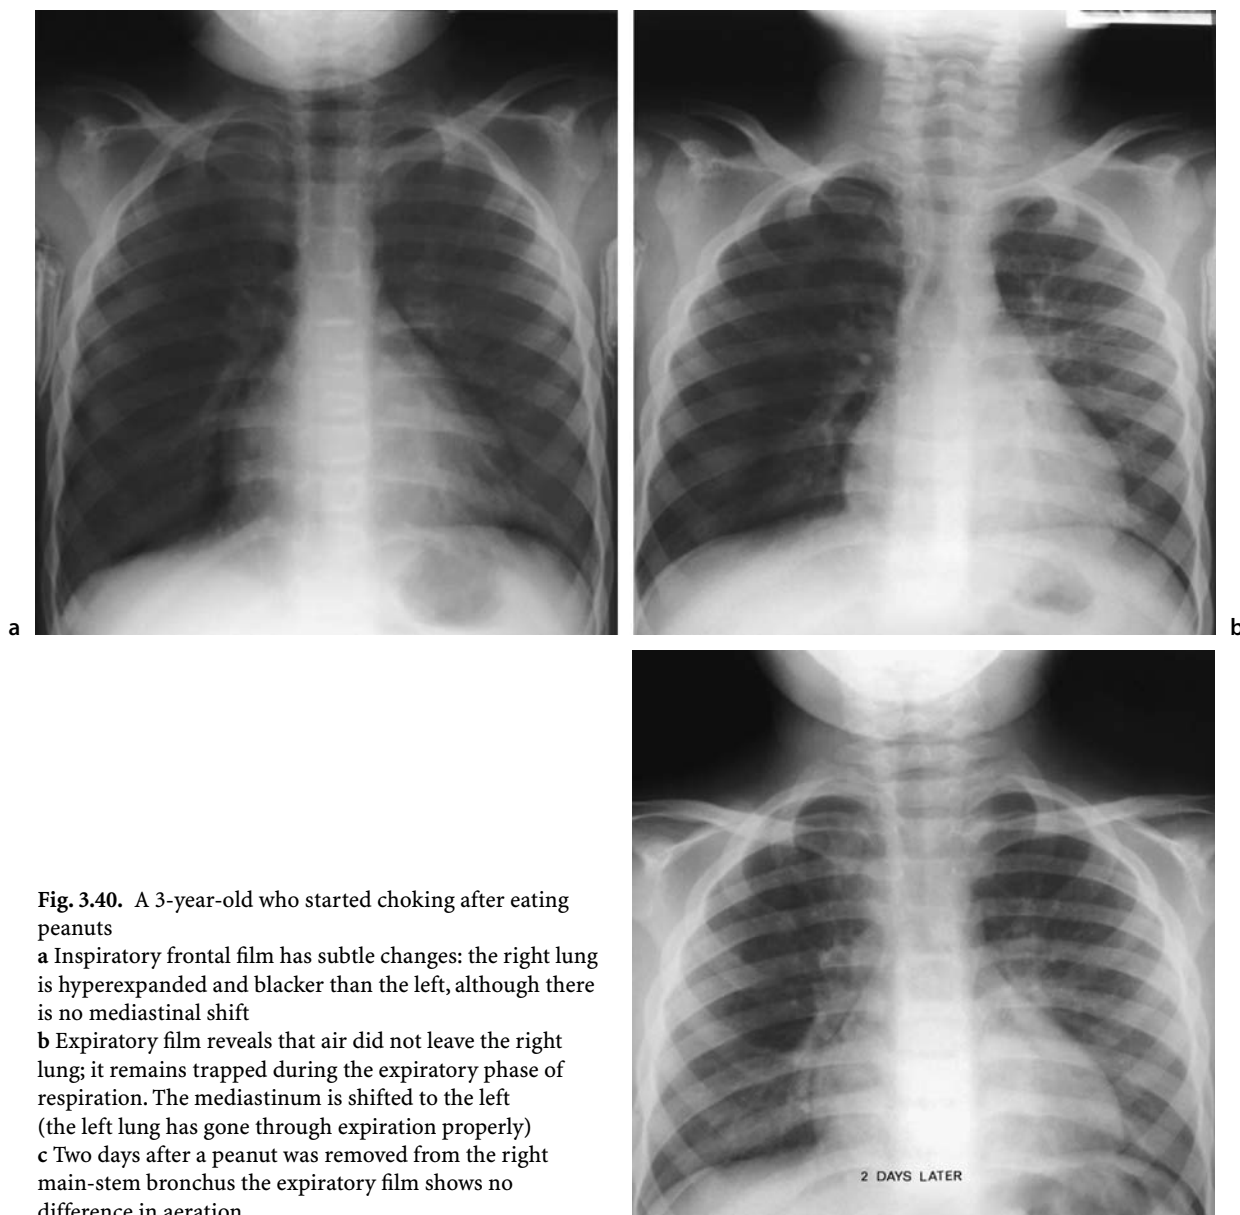 a
b
Fig. 3.40. A 3-year-old who started choking after eating
peanuts
a Inspiratory frontal film has subtle changes: the right lung
is hyperexpanded and blacker than the left, although there
is no mediastinal shift
b Expiratory film reveals that air did not leave the right
lung; it remains trapped during the expiratory phase of
respiration. The mediastinum is shifted to the left
(the left lung has gone through expiration properly)
c Two days after a peanut was removed from the right
main-stem bronchus the expiratory film shows no
difference in aeration
2 DAYS LATER